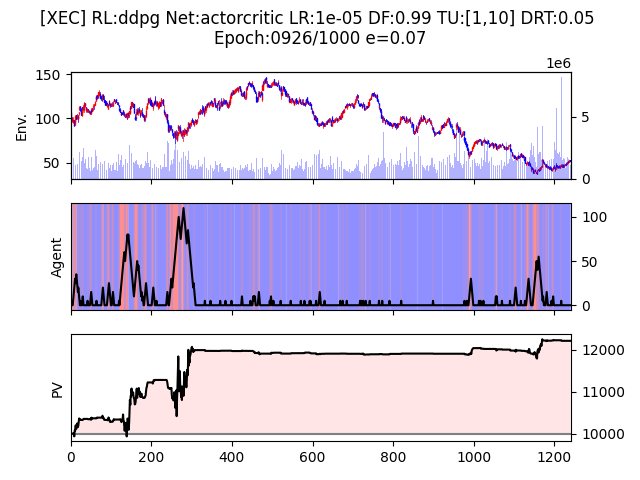 [XEC] RL:ddpg Net:actorcritic LR:1e-05 DF:0.99 TU:[1,10] DRT:0.05
Epoch:0926/1000 e=0.07
1e6
150
100
50
Env.
5
0
Agent
100
50
0
PV
12000
11000
10000
0 200 400 600 800 1000 1200